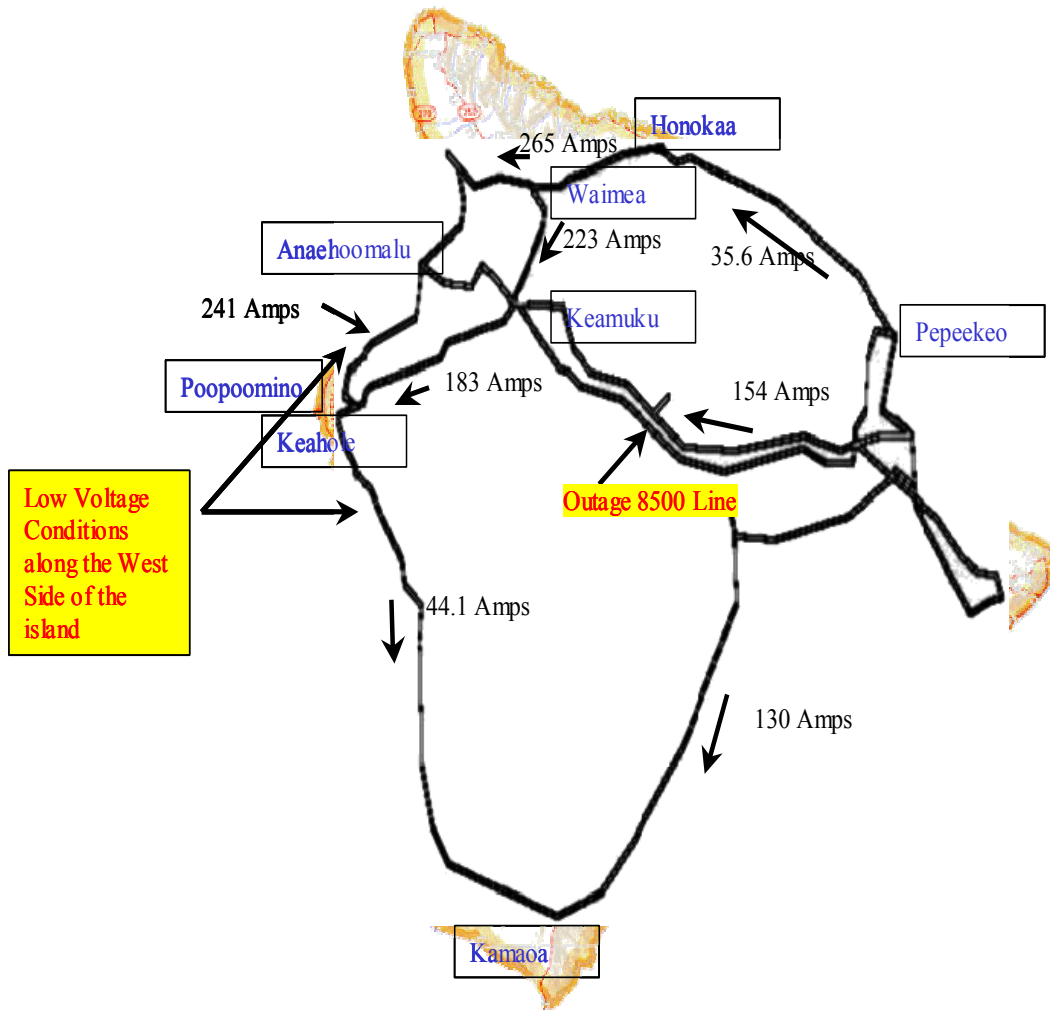 Honokaa
265 Amps
Waimea
223 Amps
Anaehoomalu
35.6 Amps
241 Amps
Keamuku
Pepeekeo
Poopoomino
183 Amps
154 Amps
Keahole
Low Voltage
Conditions
along the West
Side of the
island
Outage 8500 Line
44.1 Amps
130 Amps
Kamaoa